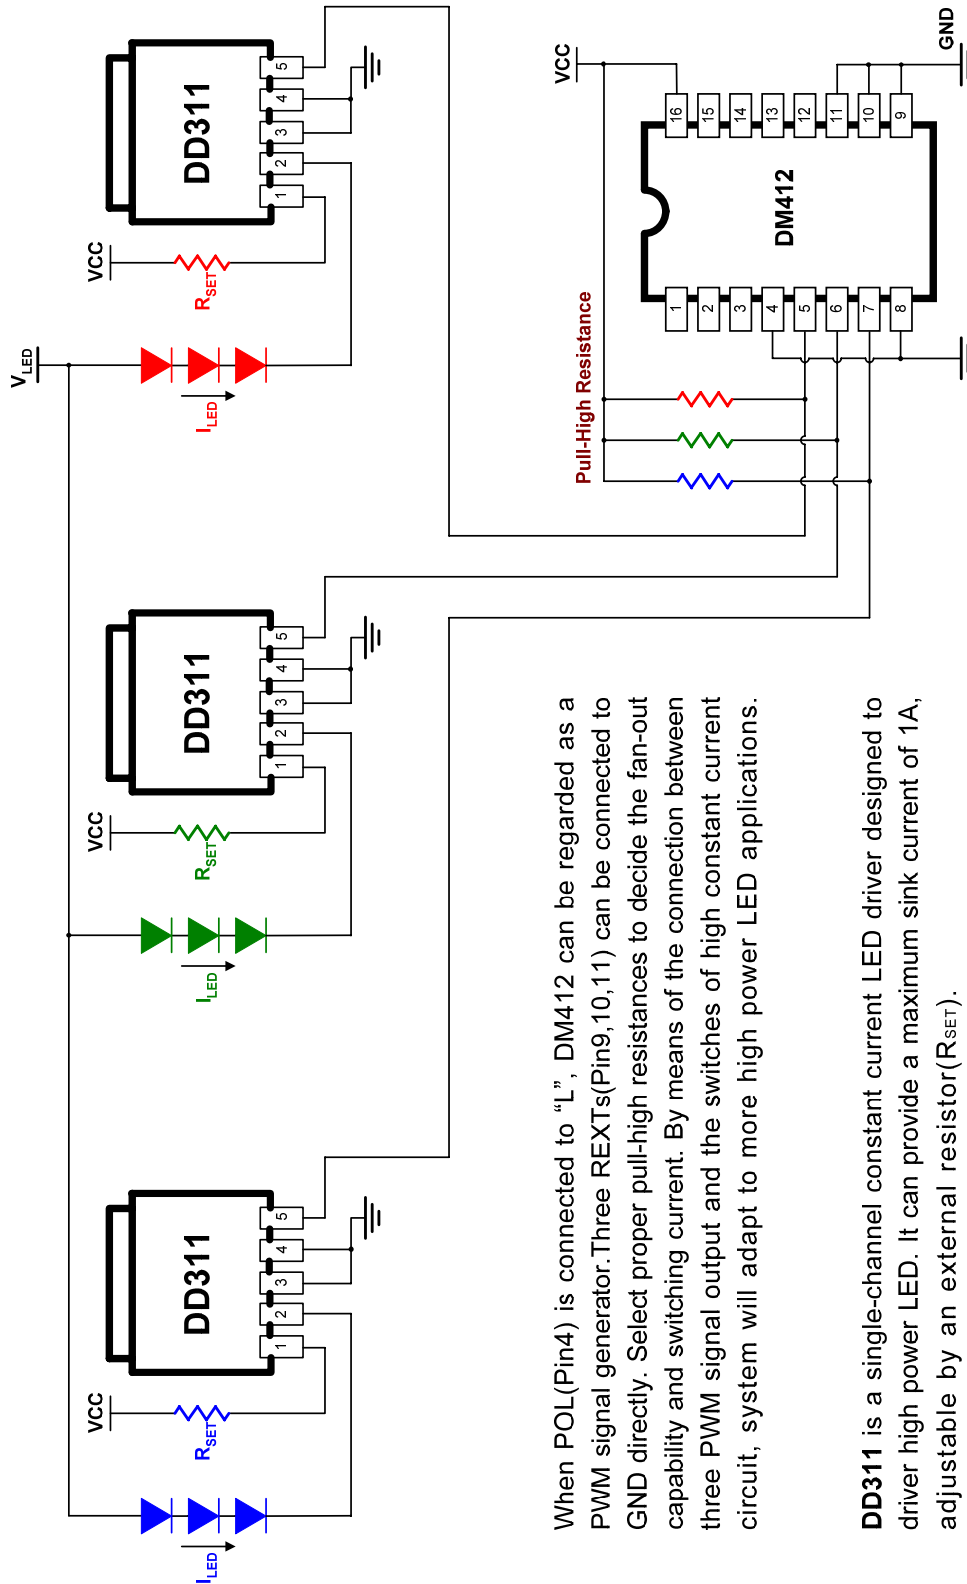 V_LED
I_LED
VCC
R_SET
DD311
1 2 3 4 5
I_LED
VCC
R_SET
DD311
1 2 3 4 5
I_LED
VCC
R_SET
DD311
1 2 3 4 5
When POL(Pin4) is connected to “L”, DM412 can be regarded as a
PWM signal generator.Three REXTs(Pin9,10,11) can be connected to
GND directly. Select proper pull-high resistances to decide the fan-out
capability and switching current. By means of the connection between
three PWM signal output and the switches of high constant current
circuit, system will adapt to more high power LED applications.
DD311 is a single-channel constant current LED driver designed to
driver high power LED. It can provide a maximum sink current of 1A,
adjustable by an external resistor(RSET).
Pull-High Resistance
VCC
16 15 14 13 12 11 10 9
DM412
1 2 3 4 5 6 7 8
GND